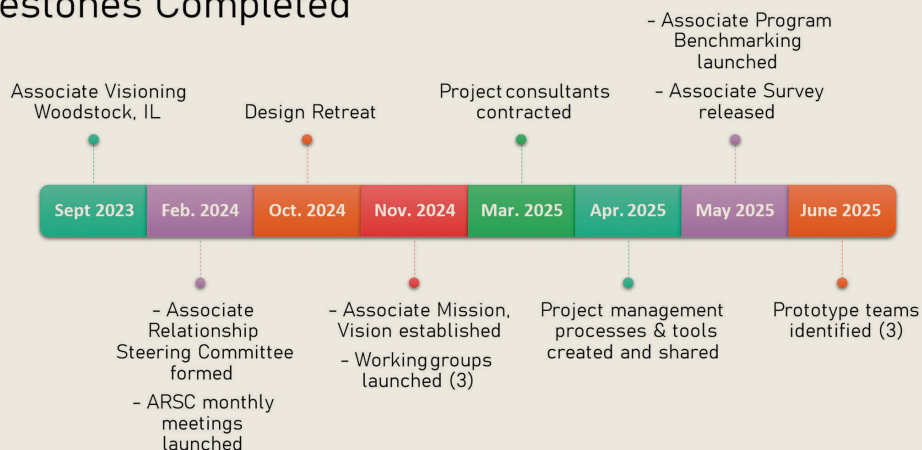 estones Completed
- Associate Program
Benchmarking
launched
- Associate Survey
released
Associate Visioning
Woodstock, IL
Design Retreat
Project consultants
contracted
Sept 2023
Feb. 2024
Oct. 2024
Nov. 2024
Mar. 2025
Apr. 2025
May 2025
June 2025
- Associate
Relationship
Steering Committee
formed
- ARSC monthly
meetings
launched
- Associate Mission,
Vision established
- Working groups
launched (3)
Project management
processes & tools
created and shared
Prototype teams
identified (3)